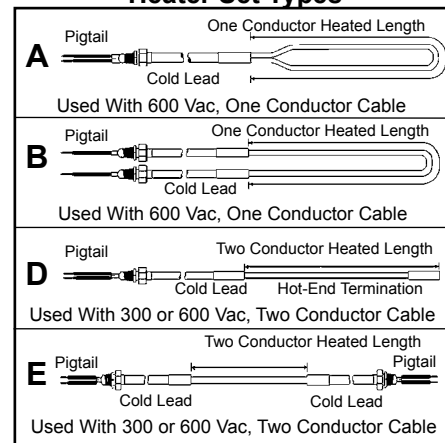 Heater Set Types
One Conductor Heated Length
Pigtail
A
Cold Lead
Used With 600 Vac, One Conductor Cable
Pigtail
One Conductor Heated Length
B
Cold Lead
Used With 600 Vac, One Conductor Cable
Pigtail
Two Conductor Heated Length
D
Cold Lead Hot-End Termination
Used With 300 or 600 Vac, Two Conductor Cable
Two Conductor Heated Length
Pigtail Pigtail
E
Cold Lead Cold Lead
Used With 300 or 600 Vac, Two Conductor Cable